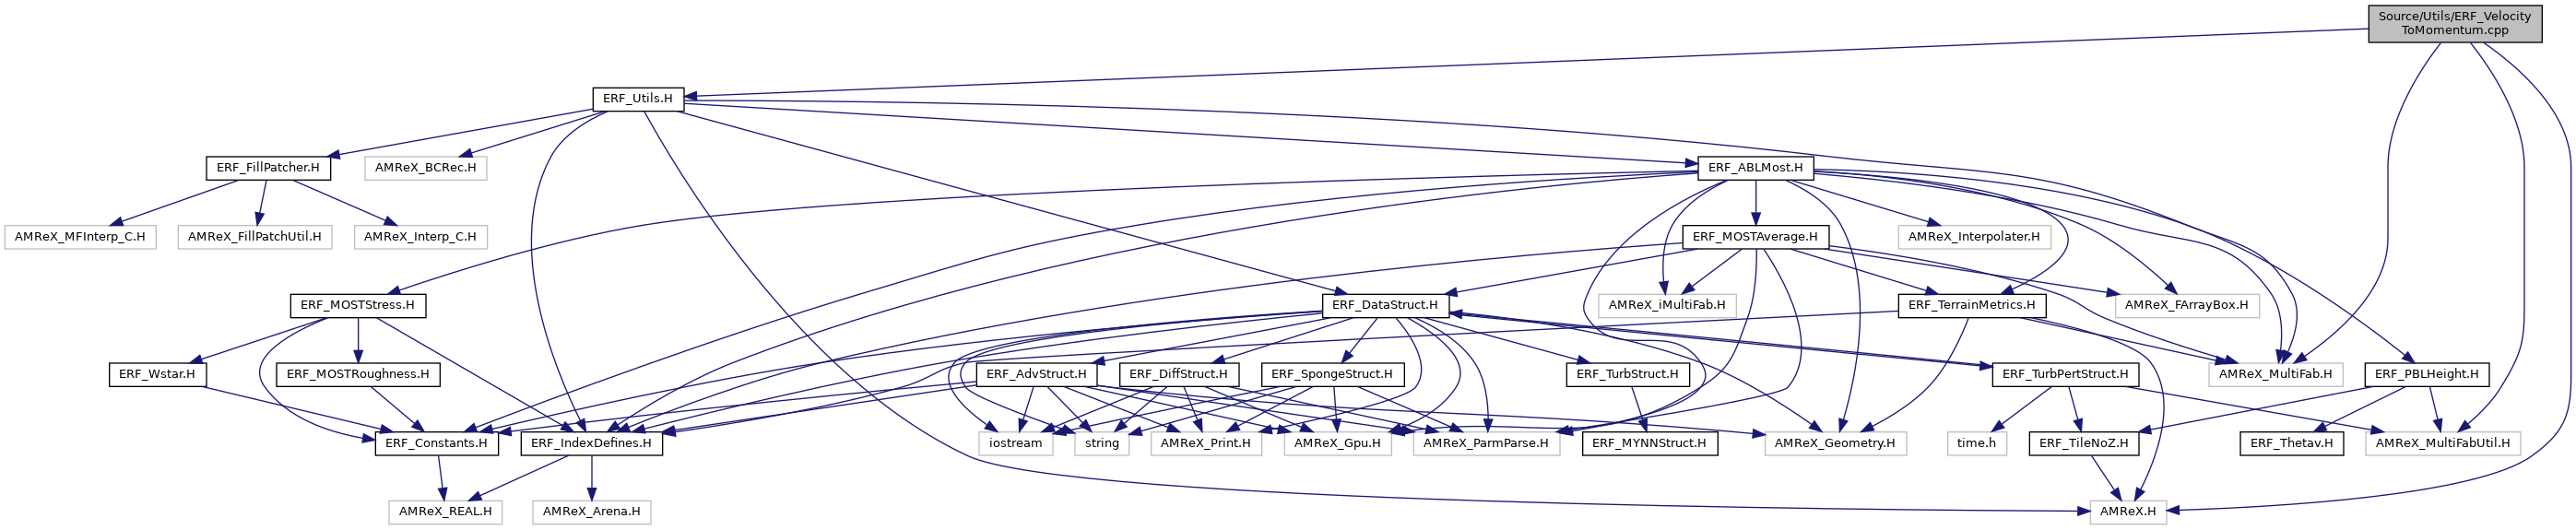 Source/Utils/ERF_Velocity
ToMomentum.cpp
ERF_Utils.H
ERF_FillPatcher.H
AMReX_BCRec.H
ERF_ABLMost.H
AMReX_MFInterp_C.H
AMReX_FillPatchUtil.H
AMReX_Interp_C.H
ERF_MOSTAverage.H
AMReX_Interpolater.H
ERF_MOSTStress.H
ERF_DataStruct.H
AMReX_iMultiFab.H
ERF_TerrainMetrics.H
AMReX_FArrayBox.H
ERF_Wstar.H
ERF_MOSTRoughness.H
ERF_AdvStruct.H
ERF_DiffStruct.H
ERF_SpongeStruct.H
ERF_TurbStruct.H
ERF_TurbPertStruct.H
AMReX_MultiFab.H
ERF_PBLHeight.H
ERF_Constants.H
ERF_IndexDefines.H
iostream
string
AMReX_Print.H
AMReX_Gpu.H
AMReX_ParmParse.H
ERF_MYNNStruct.H
AMReX_Geometry.H
time.h
ERF_TileNoZ.H
ERF_Thetav.H
AMReX_MultiFabUtil.H
AMReX_REAL.H
AMReX_Arena.H
AMReX.H